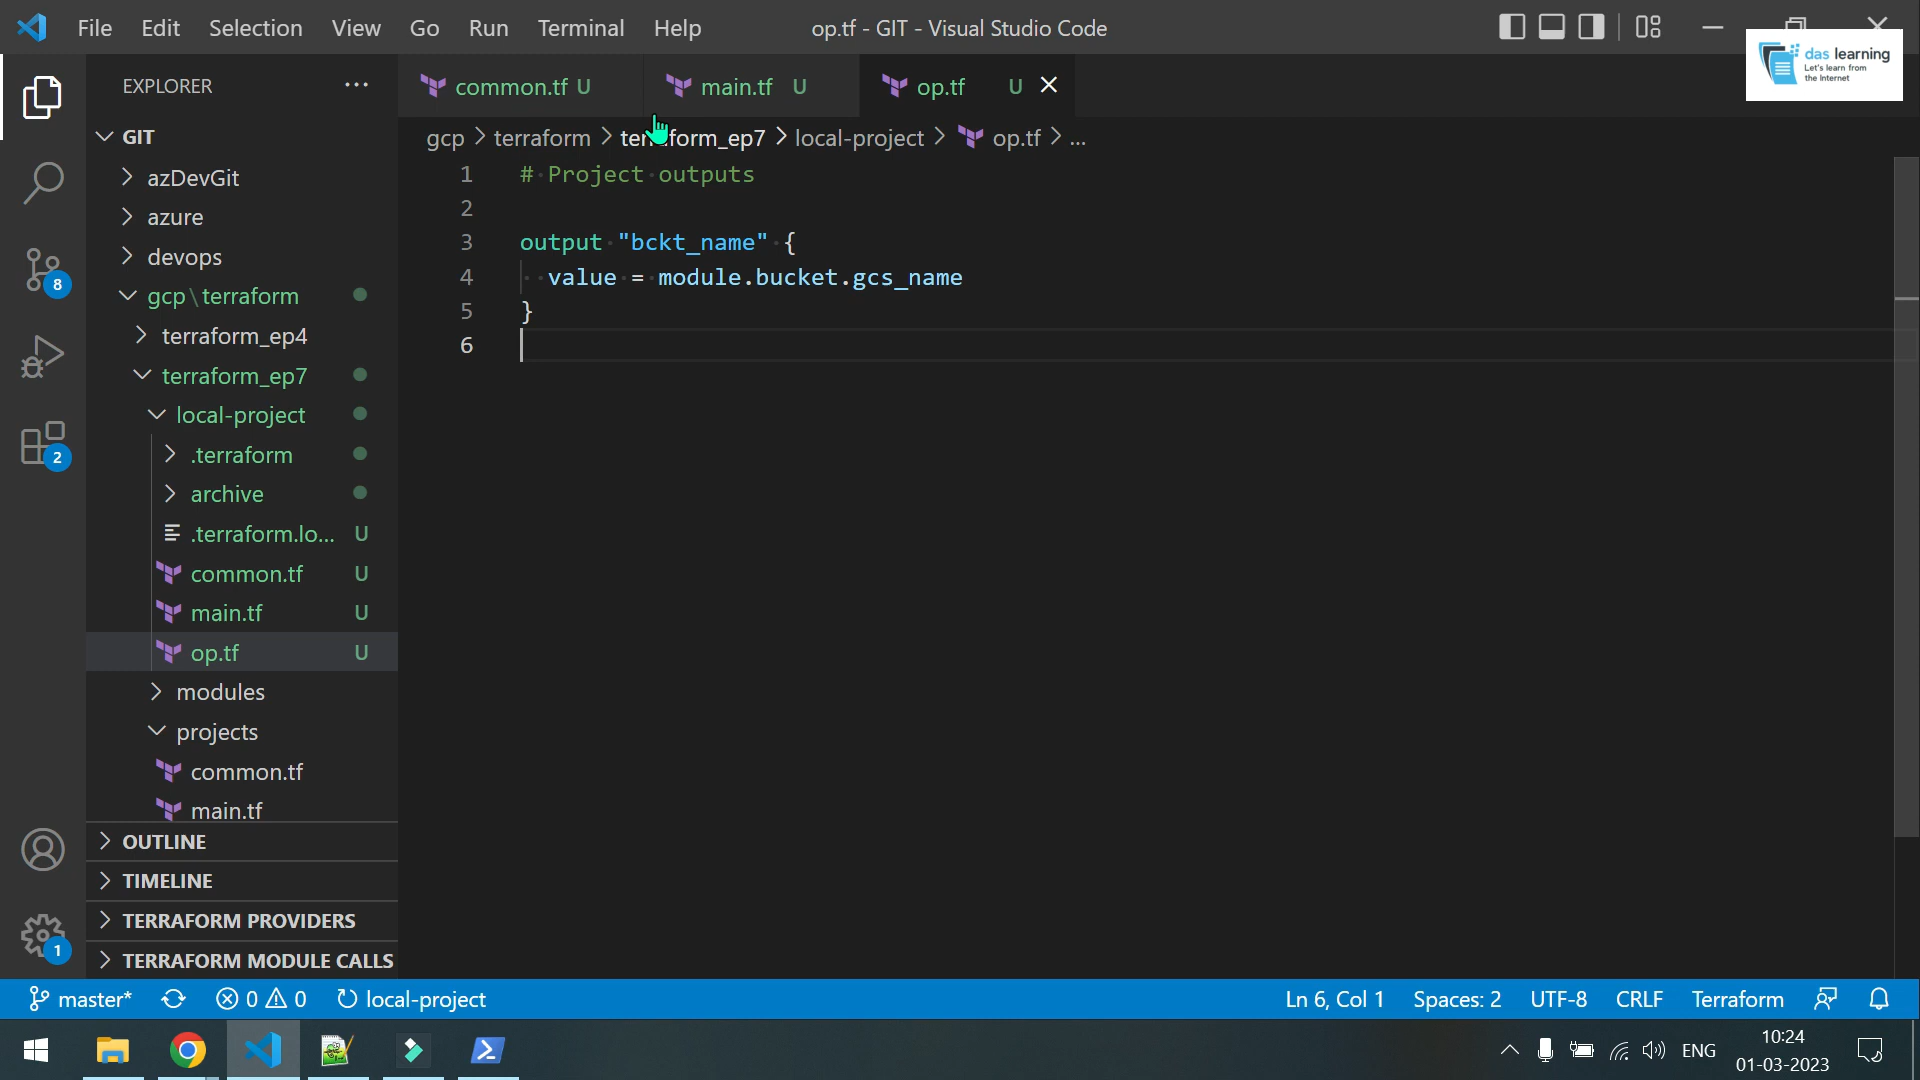 File Edit Selection View Go Run Terminal Help op.tf - GIT - Visual Studio Code
das learning
Let's learn from
the Internet
EXPLORER
common.tf U main.tf U op.tf U
GIT
gcp > terraform > terraform_ep7 > local-project > op.tf > ...
azDevGit
azure
devops
gcp\terraform
terraform_ep4
terraform_ep7
local-project
.terraform
archive
.terraform.lo... U
common.tf U
main.tf U
op.tf U
modules
projects
common.tf
main.tf
OUTLINE
TIMELINE
TERRAFORM PROVIDERS
TERRAFORM MODULE CALLS
8
2
1
1 # Project outputs
2
3 output "bckt_name" {
4 value = module.bucket.gcs_name
5 }
6
master* 0 0 local-project Ln 6, Col 1 Spaces: 2 UTF-8 CRLF Terraform
ENG 10:24
01-03-2023